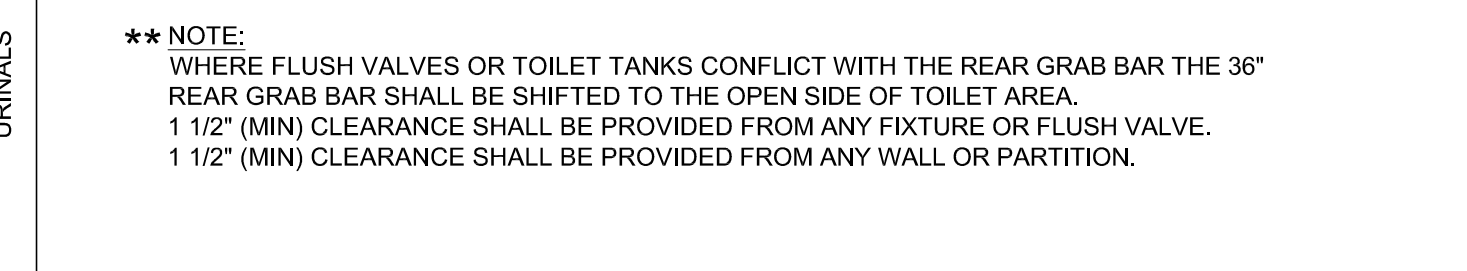 URINALS
** NOTE:
WHERE FLUSH VALVES OR TOILET TANKS CONFLICT WITH THE REAR GRAB BAR THE 36"
REAR GRAB BAR SHALL BE SHIFTED TO THE OPEN SIDE OF TOILET AREA.
1 1/2" (MIN) CLEARANCE SHALL BE PROVIDED FROM ANY FIXTURE OR FLUSH VALVE.
1 1/2" (MIN) CLEARANCE SHALL BE PROVIDED FROM ANY WALL OR PARTITION.